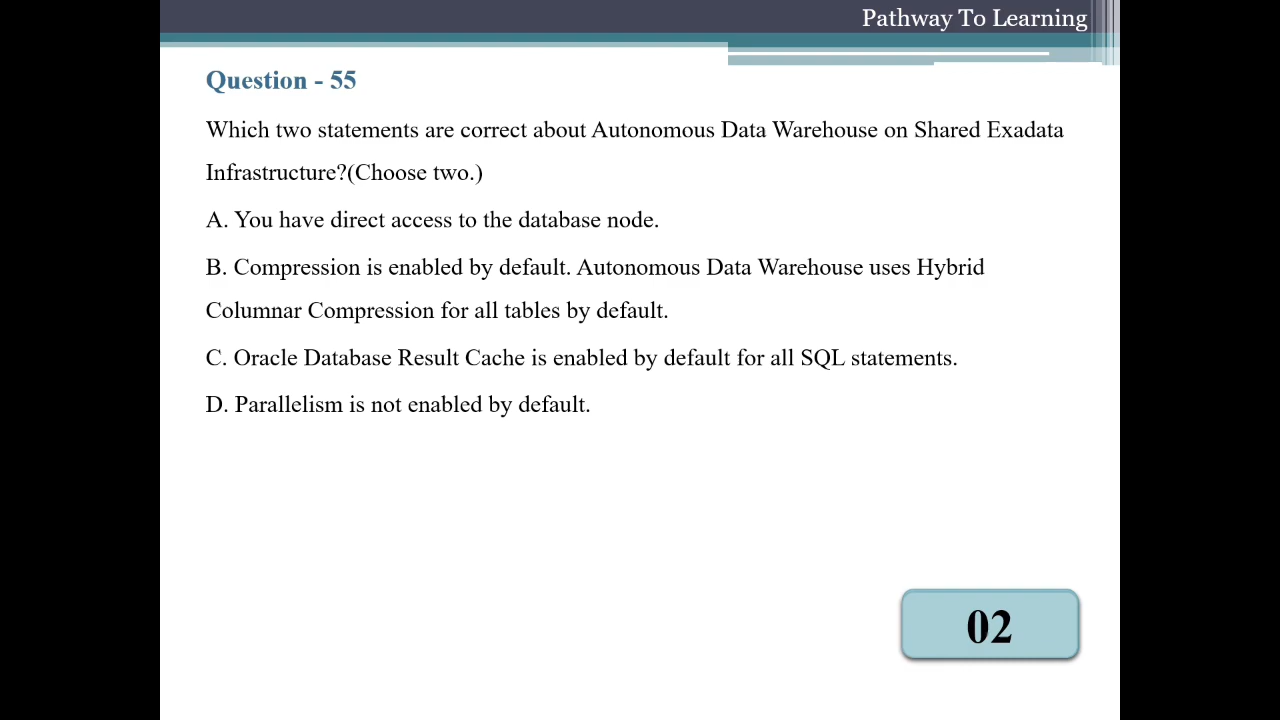 Pathway To Learning
Question - 55
Which two statements are correct about Autonomous Data Warehouse on Shared Exadata
Infrastructure?(Choose two.)
A. You have direct access to the database node.
B. Compression is enabled by default. Autonomous Data Warehouse uses Hybrid
Columnar Compression for all tables by default.
C. Oracle Database Result Cache is enabled by default for all SQL statements.
D. Parallelism is not enabled by default.
02